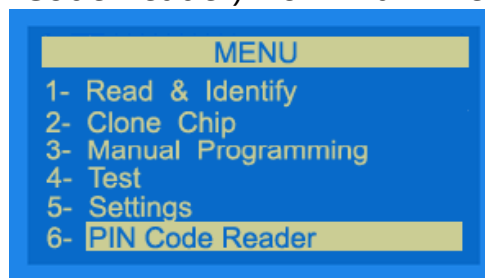 MENU
1- Read & Identify
2- Clone Chip
3- Manual Programming
4- Test
5- Settings
6- PIN Code Reader